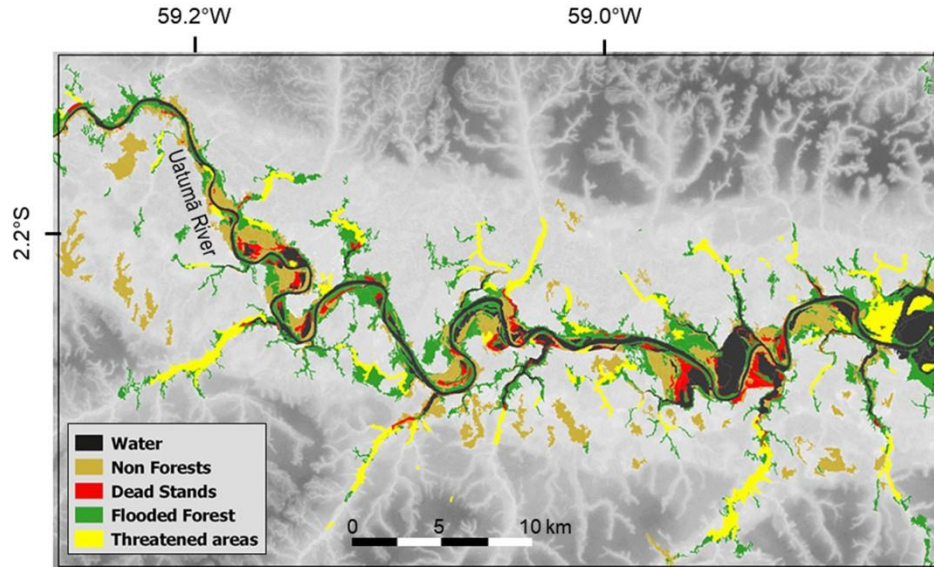 59.2°W
59.0°W
2.2°S
Uatumã River
Water
Non Forests
Dead Stands
Flooded Forest
Threatened areas
0 5 10 km